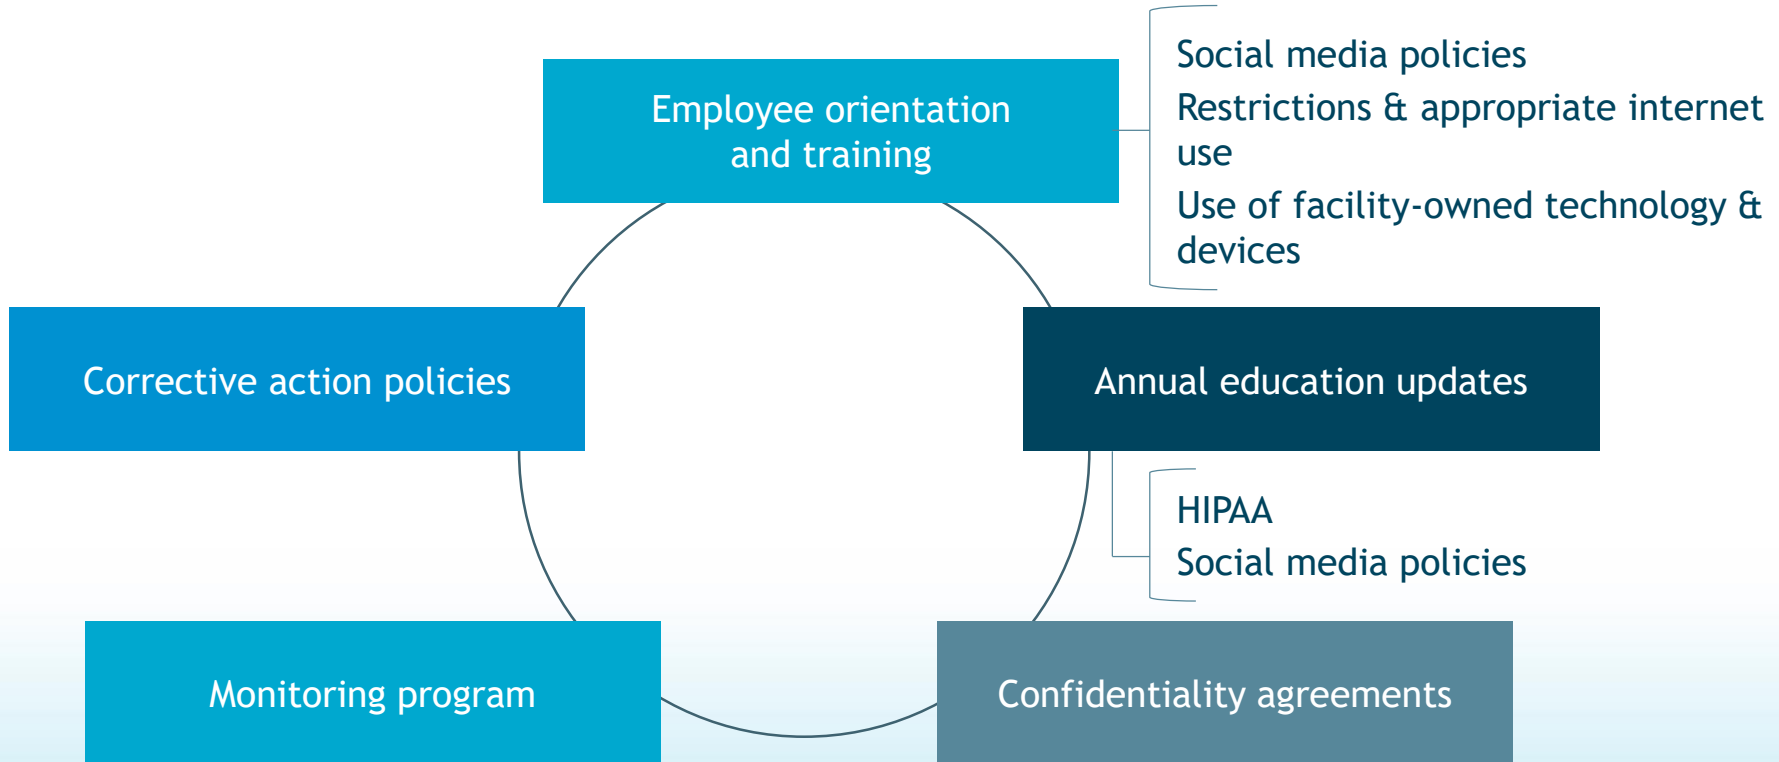 Employee orientation
and training
Social media policies
Restrictions & appropriate internet
use
Use of facility-owned technology &
devices
Corrective action policies
Annual education updates
HIPAA
Social media policies
Monitoring program
Confidentiality agreements